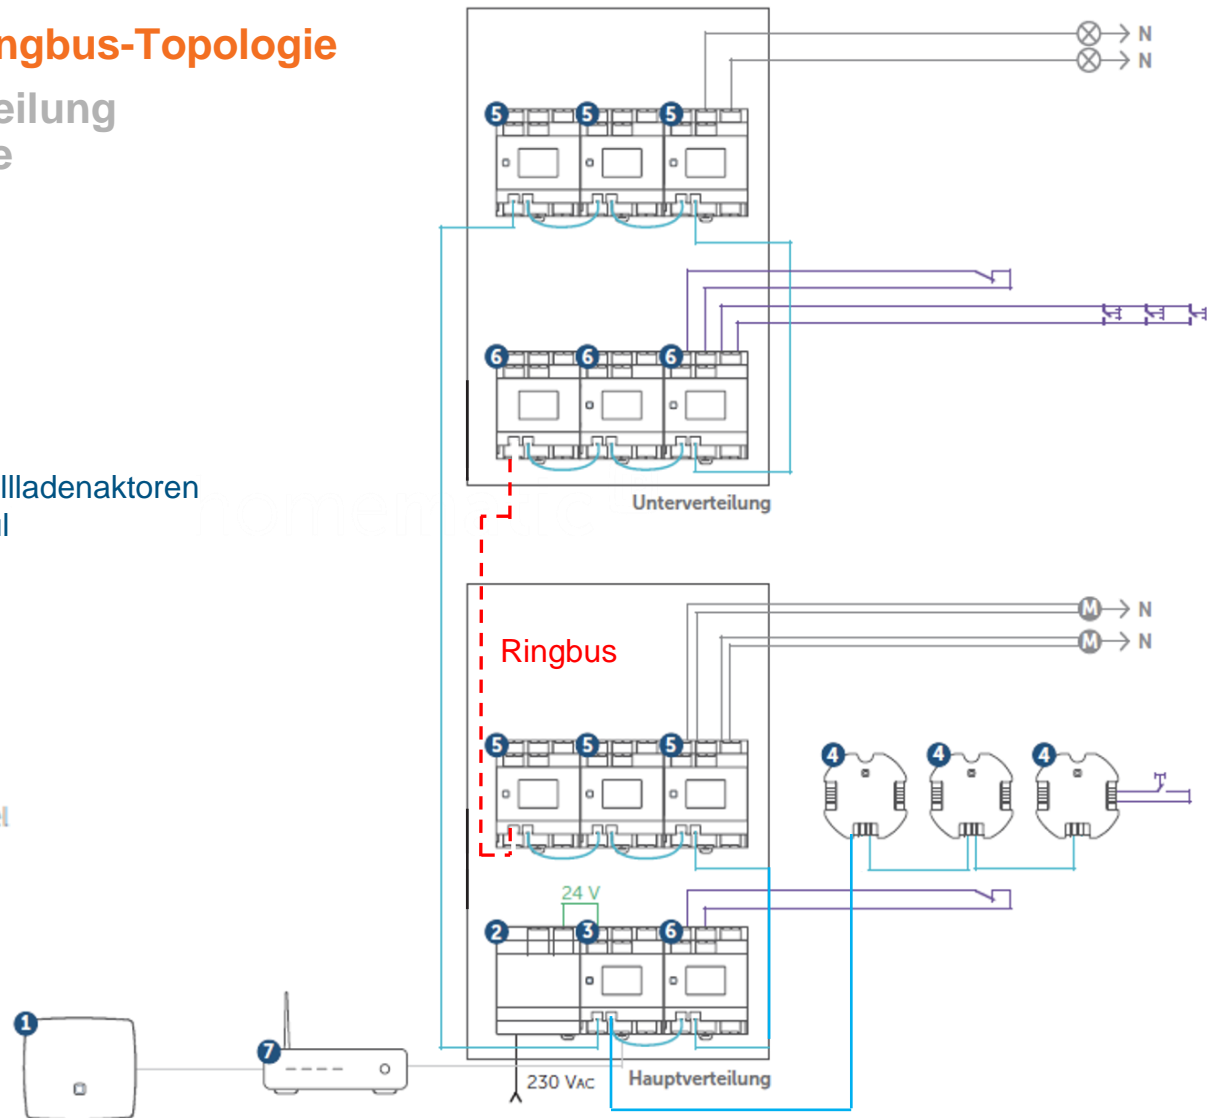 ngbus-Topologie
eilung
e
N
N
5 5 5
6 6 6
llladenaktoren
Unterverteilung
Ringbus
M N
M N
5 5 5
4 4 4
24 V
2 3 6
1
7
230 VAC
Hauptverteilung